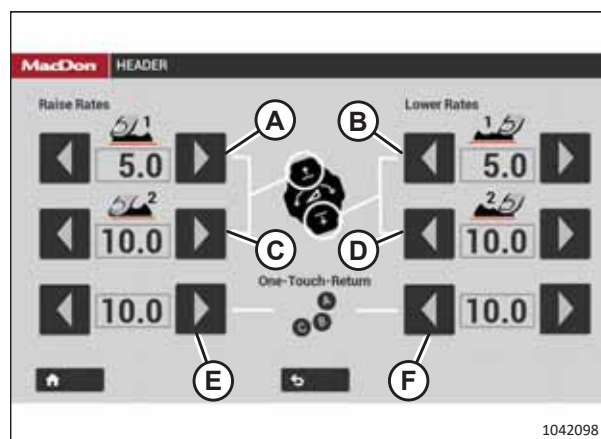 MacDon HEADER
Raise Rates
Lower Rates
A
B
1
1
5.0
5.0
2
2
10.0
10.0
C
D
One-Touch-Return
A
B
C
10.0
10.0
E
F
1042098